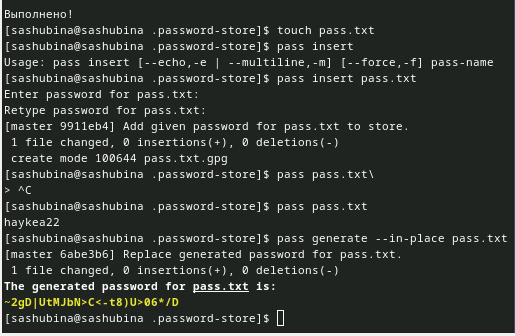 Выполнено!
[sashubina@sashubina .password-store]$ touch pass.txt
[sashubina@sashubina .password-store]$ pass insert
Usage: pass insert [--echo,-e | --multiline,-m] [--force,-f] pass-name
[sashubina@sashubina .password-store]$ pass insert pass.txt
Enter password for pass.txt:
Retype password for pass.txt:
[master 9911eb4] Add given password for pass.txt to store.
 1 file changed, 0 insertions(+), 0 deletions(-)
 create mode 100644 pass.txt.gpg
[sashubina@sashubina .password-store]$ pass pass.txt\
> ^C
[sashubina@sashubina .password-store]$ pass pass.txt
haykea22
[sashubina@sashubina .password-store]$ pass generate --in-place pass.txt
[master 6abe3b6] Replace generated password for pass.txt.
 1 file changed, 0 insertions(+), 0 deletions(-)
The generated password for pass.txt is:
~2gD|UtMJbN>C<-t8)U>06*/D
[sashubina@sashubina .password-store]$